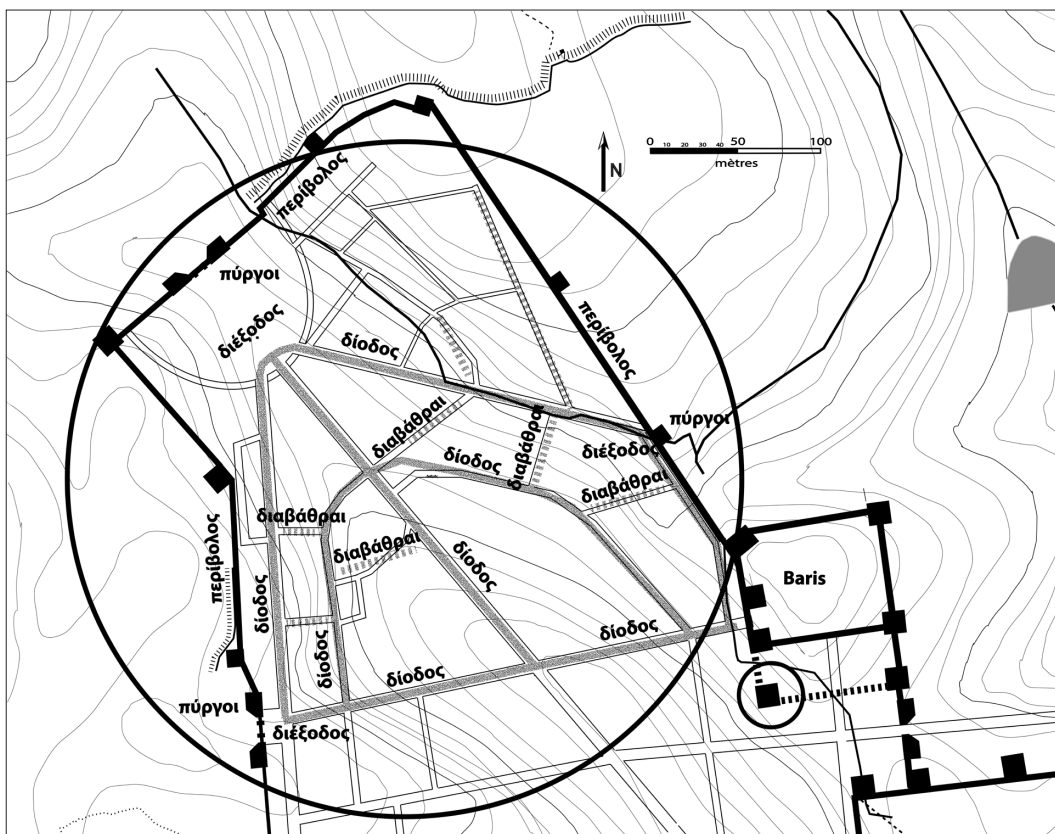 N
0 10 20 30 40 50 100
mètres
περίβολος
πύργοι
διέξοδος
δίοδος
περίβολος
πύργοι
διαβάθραι
διαβάθραι
δίοδος
διέξοδος
διαβάθραι
διαβάθραι
διαβάθραι
περίβολος
δίοδος
δίοδος
Baris
δίοδος
δίοδος
δίοδος
πύργοι
διέξοδος